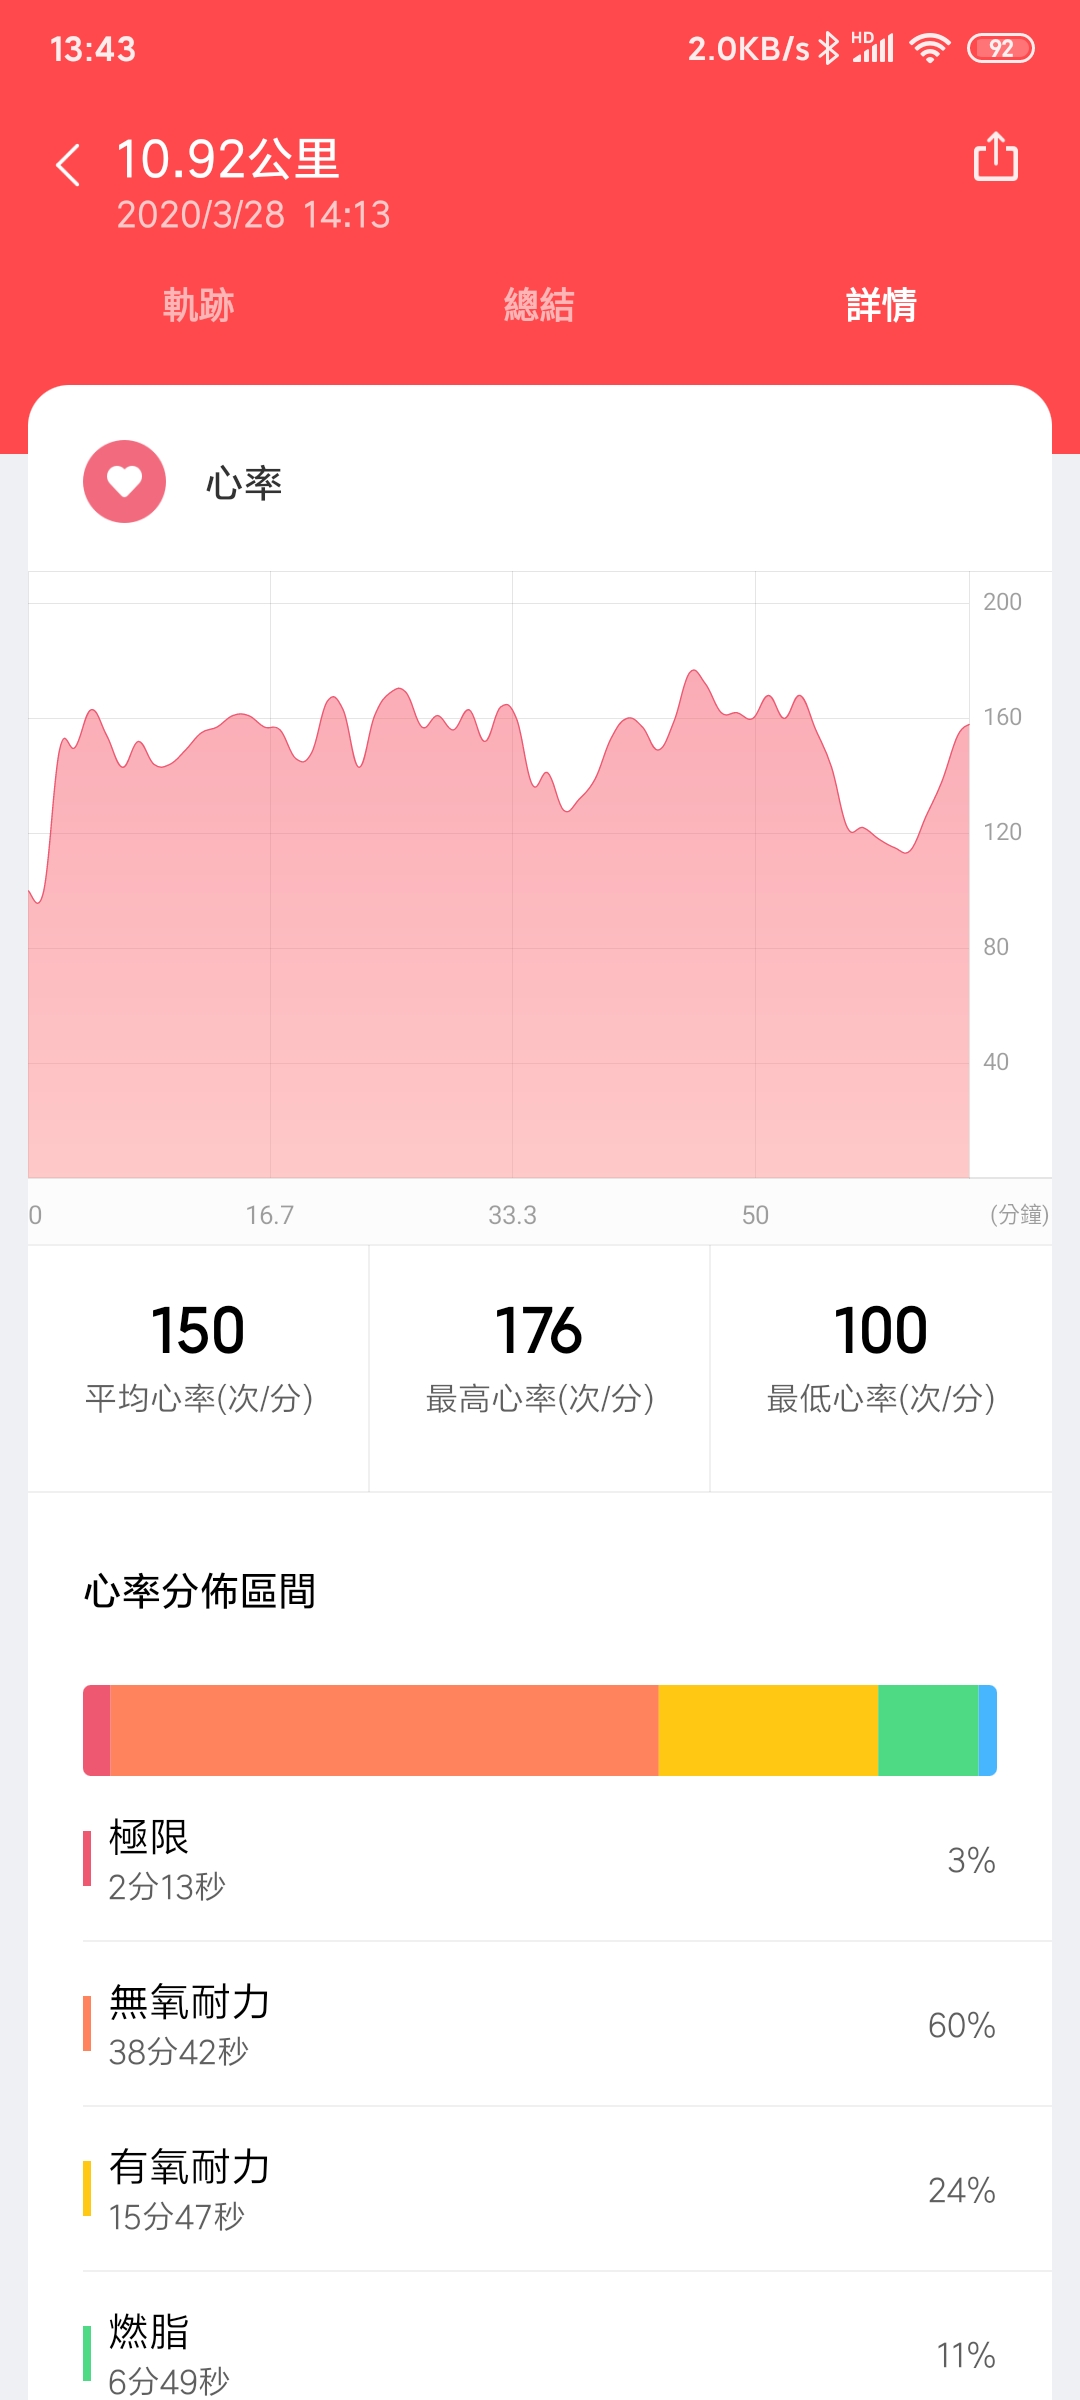 13:43
2.0KB/s HD 92
10.92公里
2020/3/28 14:13
軌跡 總結 詳情
心率
200
160
120
80
40
0 16.7 33.3 50 (分鐘)
150 176 100
平均心率(次/分) 最高心率(次/分) 最低心率(次/分)
心率分佈區間
極限
2分13秒
3%
無氧耐力
38分42秒
60%
有氧耐力
15分47秒
24%
燃脂
6分49秒
11%